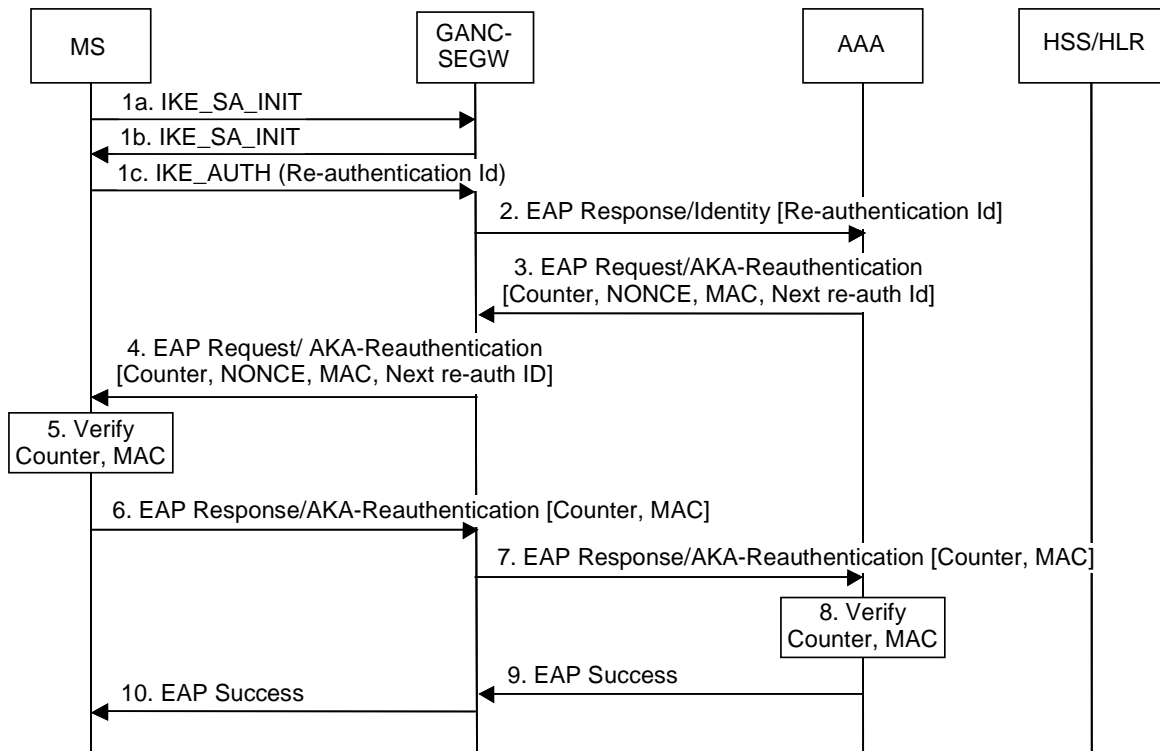 MS
GANC-
SEGW
AAA
HSS/HLR
1a. IKE_SA_INIT
1b. IKE_SA_INIT
1c. IKE_AUTH (Re-authentication Id)
2. EAP Response/Identity [Re-authentication Id]
3. EAP Request/AKA-Reauthentication
[Counter, NONCE, MAC, Next re-auth Id]
4. EAP Request/ AKA-Reauthentication
[Counter, NONCE, MAC, Next re-auth ID]
5. Verify
Counter, MAC
6. EAP Response/AKA-Reauthentication [Counter, MAC]
7. EAP Response/AKA-Reauthentication [Counter, MAC]
8. Verify
Counter, MAC
9. EAP Success
10. EAP Success